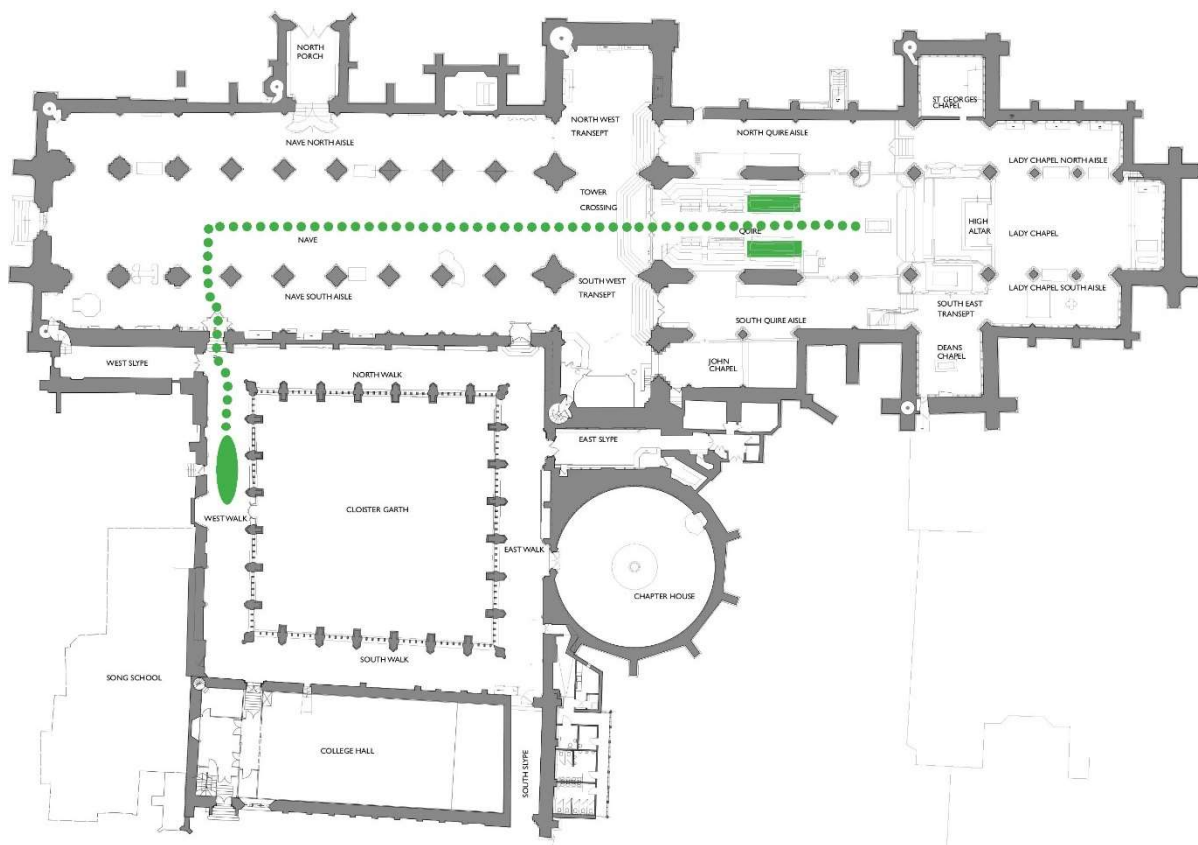 NORTH
PORCH
ST GEORGES
CHAPEL
NORTH WEST
TRANSEPT
NAVE NORTH AISLE
NORTH QUIRE AISLE
LADY CHAPEL NORTH AISLE
TOWER
CROSSING
HIGH
ALTAR
QUIRE
LADY CHAPEL
NAVE
SOUTH WEST
TRANSEPT
NAVE SOUTH AISLE
LADY CHAPEL SOUTH AISLE
SOUTH EAST
TRANSEPT
SOUTH QUIRE AISLE
DEANS
CHAPEL
WEST SLYPE
NORTH WALK
JOHN
CHAPEL
EAST SLYPE
CLOISTER GARTH
WEST WALK
EAST WALK
CHAPTER HOUSE
SOUTH WALK
SONG SCHOOL
COLLEGE HALL
SOUTH SLYPE